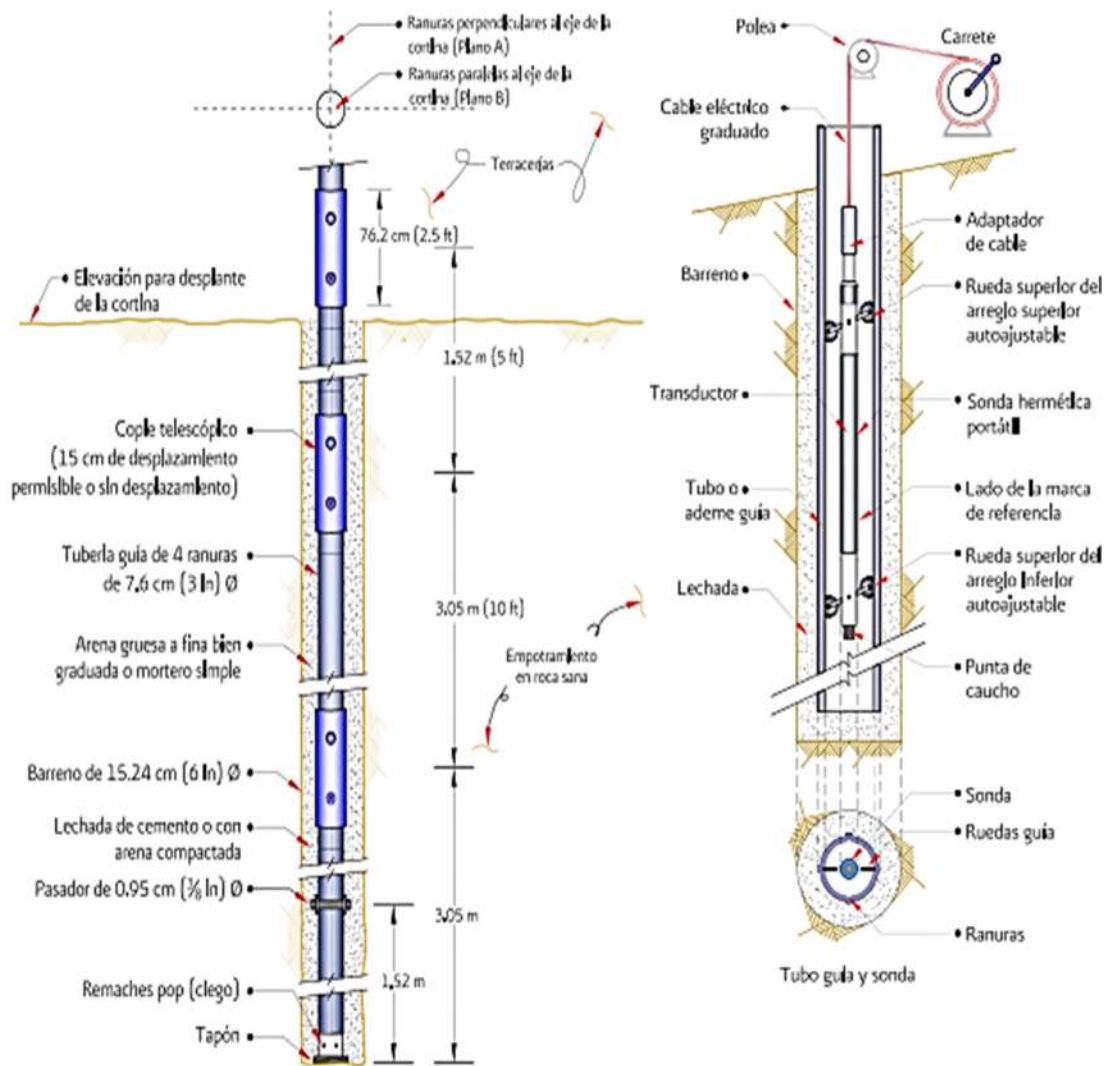 Ranuras perpendiculares al eje de la
cortina (Plano A)
Ranuras paralelas al eje de la
cortina (Plano B)
Terracerías
76.2 cm (2.5 ft)
Elevación para desplante
de la cortina
1.52 m (5 ft)
Cople telescópico
(15 cm de desplazamiento
permisible o sin desplazamiento)
Tubería guía de 4 ranuras
de 7.6 cm (3 in) Ø
3.05 m (10 ft)
Arena gruesa a fina bien
graduada o mortero simple
Empotramiento
en roca sana
Barreno de 15.24 cm (6 in) Ø
Lechada de cemento o con
arena compactada
Pasador de 0.95 cm (⅜ in) Ø
3.05 m
1.52 m
Remaches pop (ciego)
Tapón
Polea
Carrete
Cable eléctrico
graduado
Adaptador
de cable
Barreno
Rueda superior del
arreglo superior
autoajustable
Transductor
Sonda hermética
portátil
Tubo o
ademe guía
Lado de la marca
de referencia
Rueda superior del
arreglo inferior
autoajustable
Lechada
Punta de
caucho
Sonda
Ruedas guía
Ranuras
Tubo guía y sonda